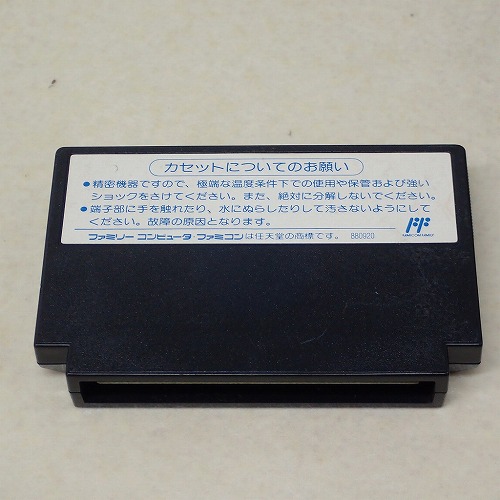 カセットについてのお願い
●精密機器ですので、極端な温度条件下での使用や保管および強い
ショックをさけてください。また、絶対に分解しないでください。
●端子部に手を触れたり、水にぬらしたりして汚さないようにして
ください。故障の原因となります。
ファミリーコンピュータ・ファミコンは任天堂の商標です。 880920
FAMICOM FAMILY